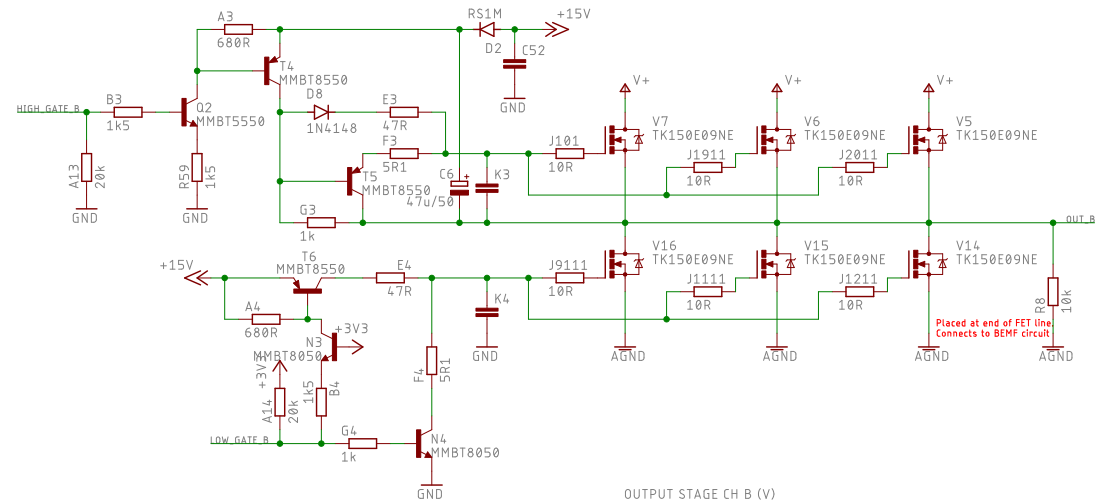 A3
680R
RS1M
+15V
D2
C52
GND
T4
MMBT8550
HIGH_GATE_B
B3
1k5
Q2
MMBT5550
D8
1N4148
E3
47R
F3
5R1
A13
20k
GND
R59
1k5
GND
T5
MMBT8550
C6
+
47u/50
K3
G3
1k
V+
V7
TK150E09NE
J101
10R
V+
V6
TK150E09NE
J1911
10R
V+
V5
TK150E09NE
J2011
10R
OUT_B
+15V
T6
MMBT8550
E4
47R
A4
680R
N3
MMBT8050
+3V3
+3V3
A14
20k
1k5
B4
F4
5R1
K4
GND
LOW_GATE_B
G4
1k
N4
MMBT8050
GND
V16
TK150E09NE
J9111
10R
AGND
V15
TK150E09NE
J1111
10R
AGND
V14
TK150E09NE
J1211
10R
AGND
R8
10k
AGND
Placed at end of FET line.
Connects to BEMF circuit
OUTPUT STAGE CH B (V)